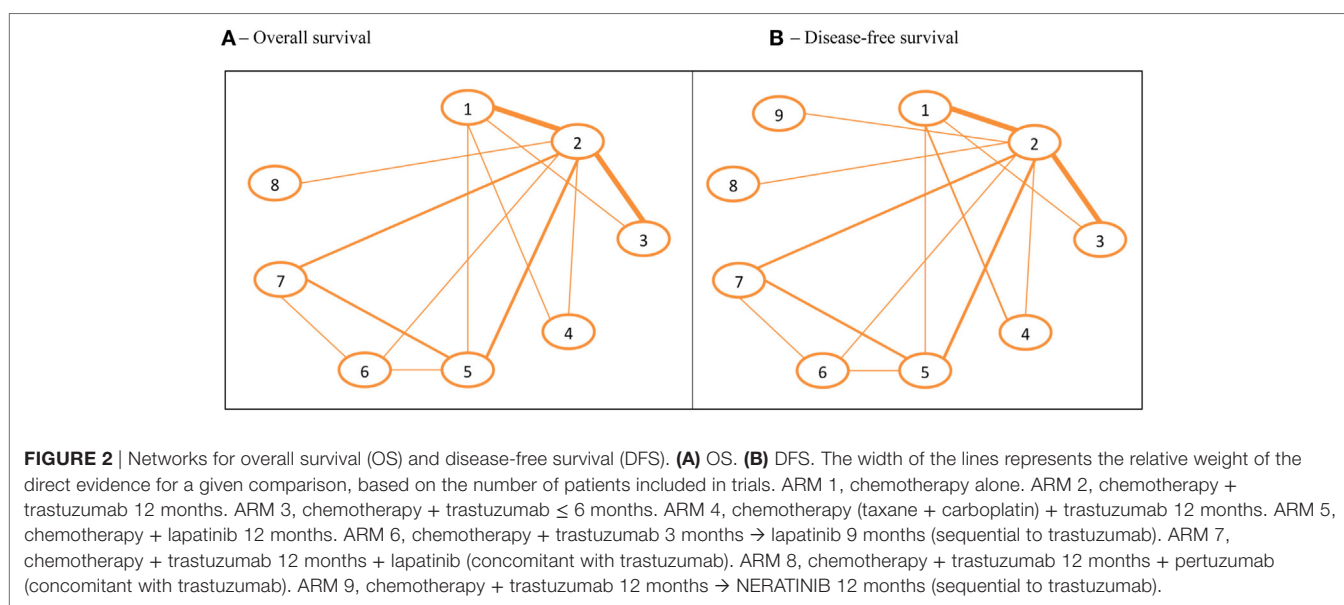 A – Overall survival
B – Disease-free survival
1
2
3
4
5
6
7
8
1
2
3
4
5
6
7
8
9
FIGURE 2 | Networks for overall survival (OS) and disease-free survival (DFS). (A) OS. (B) DFS. The width of the lines represents the relative weight of the
direct evidence for a given comparison, based on the number of patients included in trials. ARM 1, chemotherapy alone. ARM 2, chemotherapy +
trastuzumab 12 months. ARM 3, chemotherapy + trastuzumab ≤ 6 months. ARM 4, chemotherapy (taxane + carboplatin) + trastuzumab 12 months. ARM 5,
chemotherapy + lapatinib 12 months. ARM 6, chemotherapy + trastuzumab 3 months → lapatinib 9 months (sequential to trastuzumab). ARM 7,
chemotherapy + trastuzumab 12 months + lapatinib (concomitant with trastuzumab). ARM 8, chemotherapy + trastuzumab 12 months + pertuzumab
(concomitant with trastuzumab). ARM 9, chemotherapy + trastuzumab 12 months → NERATINIB 12 months (sequential to trastuzumab).